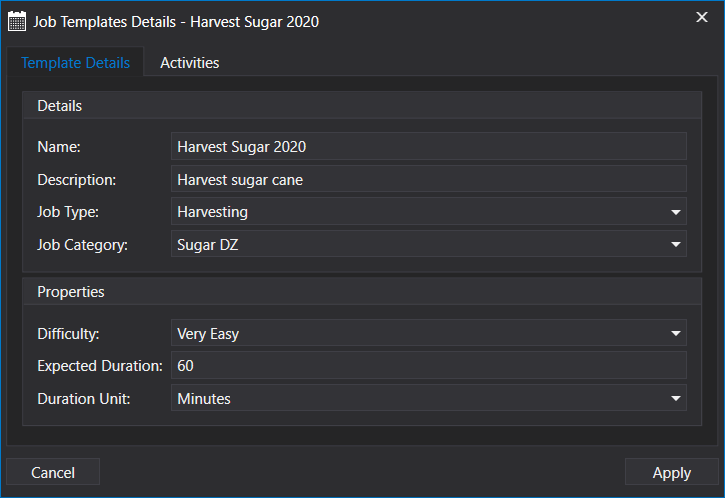 Job Templates Details - Harvest Sugar 2020
Template Details Activities
Details
Name: Harvest Sugar 2020
Description: Harvest sugar cane
Job Type: Harvesting
Job Category: Sugar DZ
Properties
Difficulty: Very Easy
Expected Duration: 60
Duration Unit: Minutes
Cancel Apply